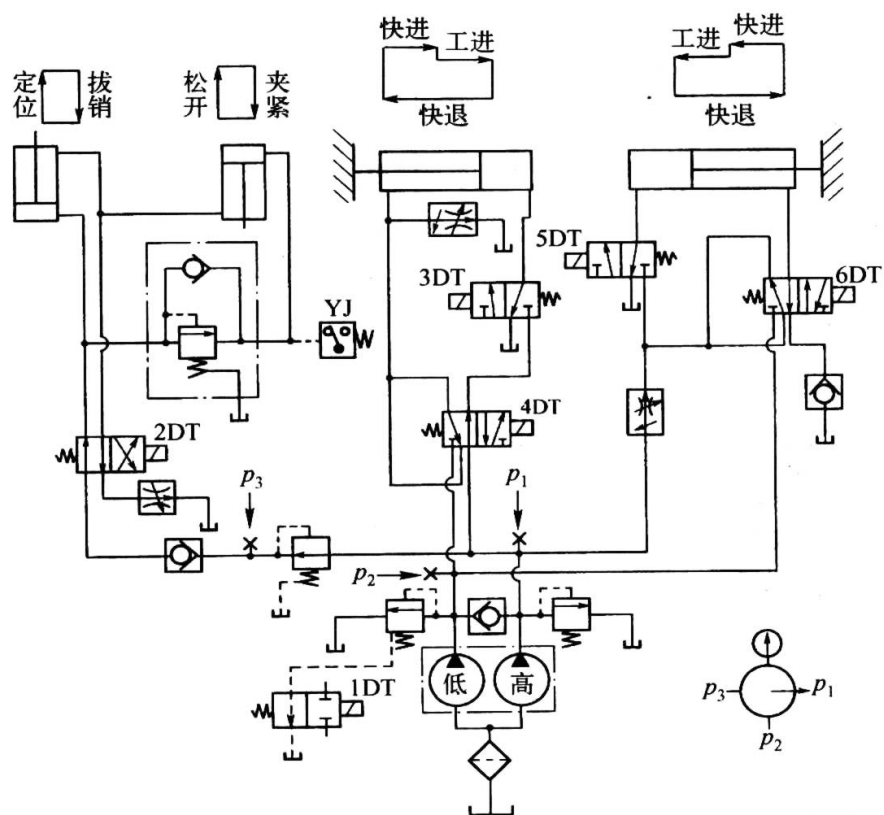 快进
工进
快退
工进
快进
快退
定位
拔销
松开
夹紧
5DT
3DT
6DT
YJ
4DT
2DT
p₃
p₁
p₂
1DT
低
高
p₃
p₁
p₂